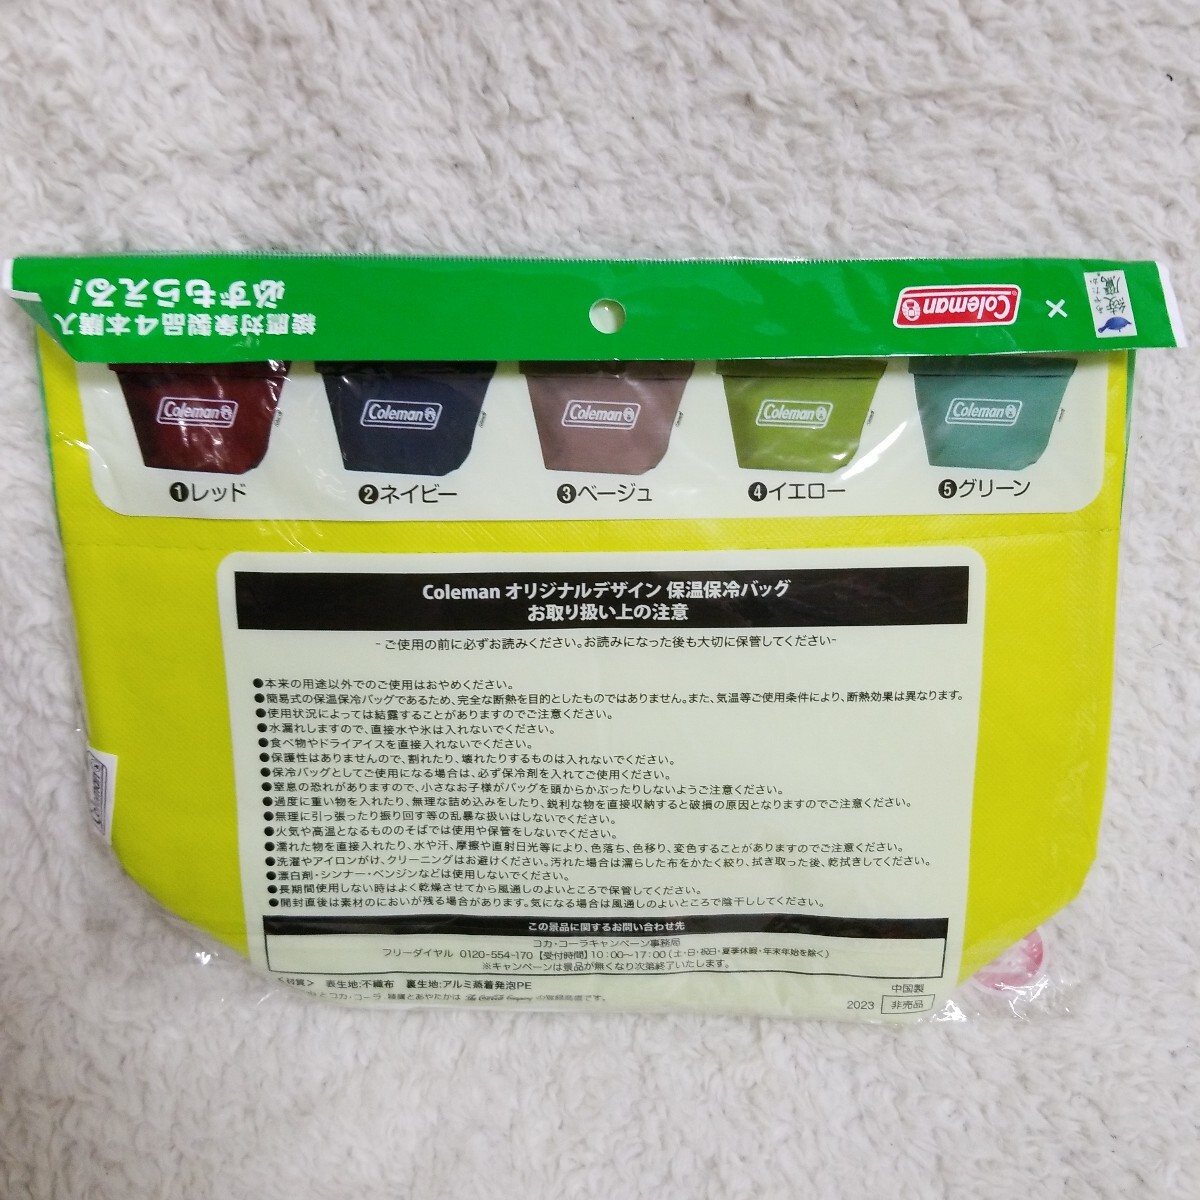 綾鷹対象製品4本購入
必ずもらえる!
Coleman
×
綾鷹
あやたか
Coleman
Coleman
Coleman
Coleman
Coleman
❶レッド
❷ネイビー
❸ベージュ
❹イエロー
❺グリーン
Coleman オリジナルデザイン 保温保冷バッグ
お取り扱い上の注意
- ご使用の前に必ずお読みください。お読みになった後も大切に保管してください-
●本来の用途以外でのご使用はおやめください。
●簡易式の保温保冷バッグであるため、完全な断熱を目的としたものではありません。また、気温等ご使用条件により、断熱効果は異なります。
●使用状況によっては結露することがありますのでご注意ください。
●水漏れしますので、直接水や氷は入れないでください。
●食べ物やドライアイスを直接入れないでください。
●保護性はありませんので、割れたり、壊れたりするものは入れないでください。
●保冷バッグとしてご使用になる場合は、必ず保冷剤を入れてご使用ください。
●窒息の恐れがありますので、小さなお子様がバッグを頭からかぶったりしないようご注意ください。
●過度に重い物を入れたり、無理な詰め込みをしたり、鋭利な物を直接収納すると破損の原因となりますのでご注意ください。
●無理に引っ張ったり振り回す等の乱暴な扱いはしないでください。
●火気や高温となるもののそばでは使用や保管をしないでください。
●濡れた物を直接入れたり、水や汗、摩擦や直射日光等により、色落ち、色移り、変色することがありますのでご注意ください。
●洗濯やアイロンがけ、クリーニングはお避けください。汚れた場合は濡らした布をかたく絞り、拭き取った後、乾拭きしてください。
●漂白剤・シンナー・ベンジンなどは使用しないでください。
●長期間使用しない時はよく乾燥させてから風通しのよいところで保管してください。
●開封直後は素材のにおいが残る場合があります。気になる場合は風通しのよいところで陰干ししてください。
この景品に関するお問い合わせ先
コカ・コーラキャンペーン事務局
フリーダイヤル 0120-554-170【受付時間】10:00〜17:00(土・日・祝日・夏季休暇・年末年始を除く)
※キャンペーンは景品が無くなり次第終了いたします。
<材質> 表生地:不織布 裏生地:アルミ蒸着発泡PE
コカ・コーラ、綾鷹とあやたかは The Coca-Cola Company の登録商標です。
中国製
2023 非売品
Coleman